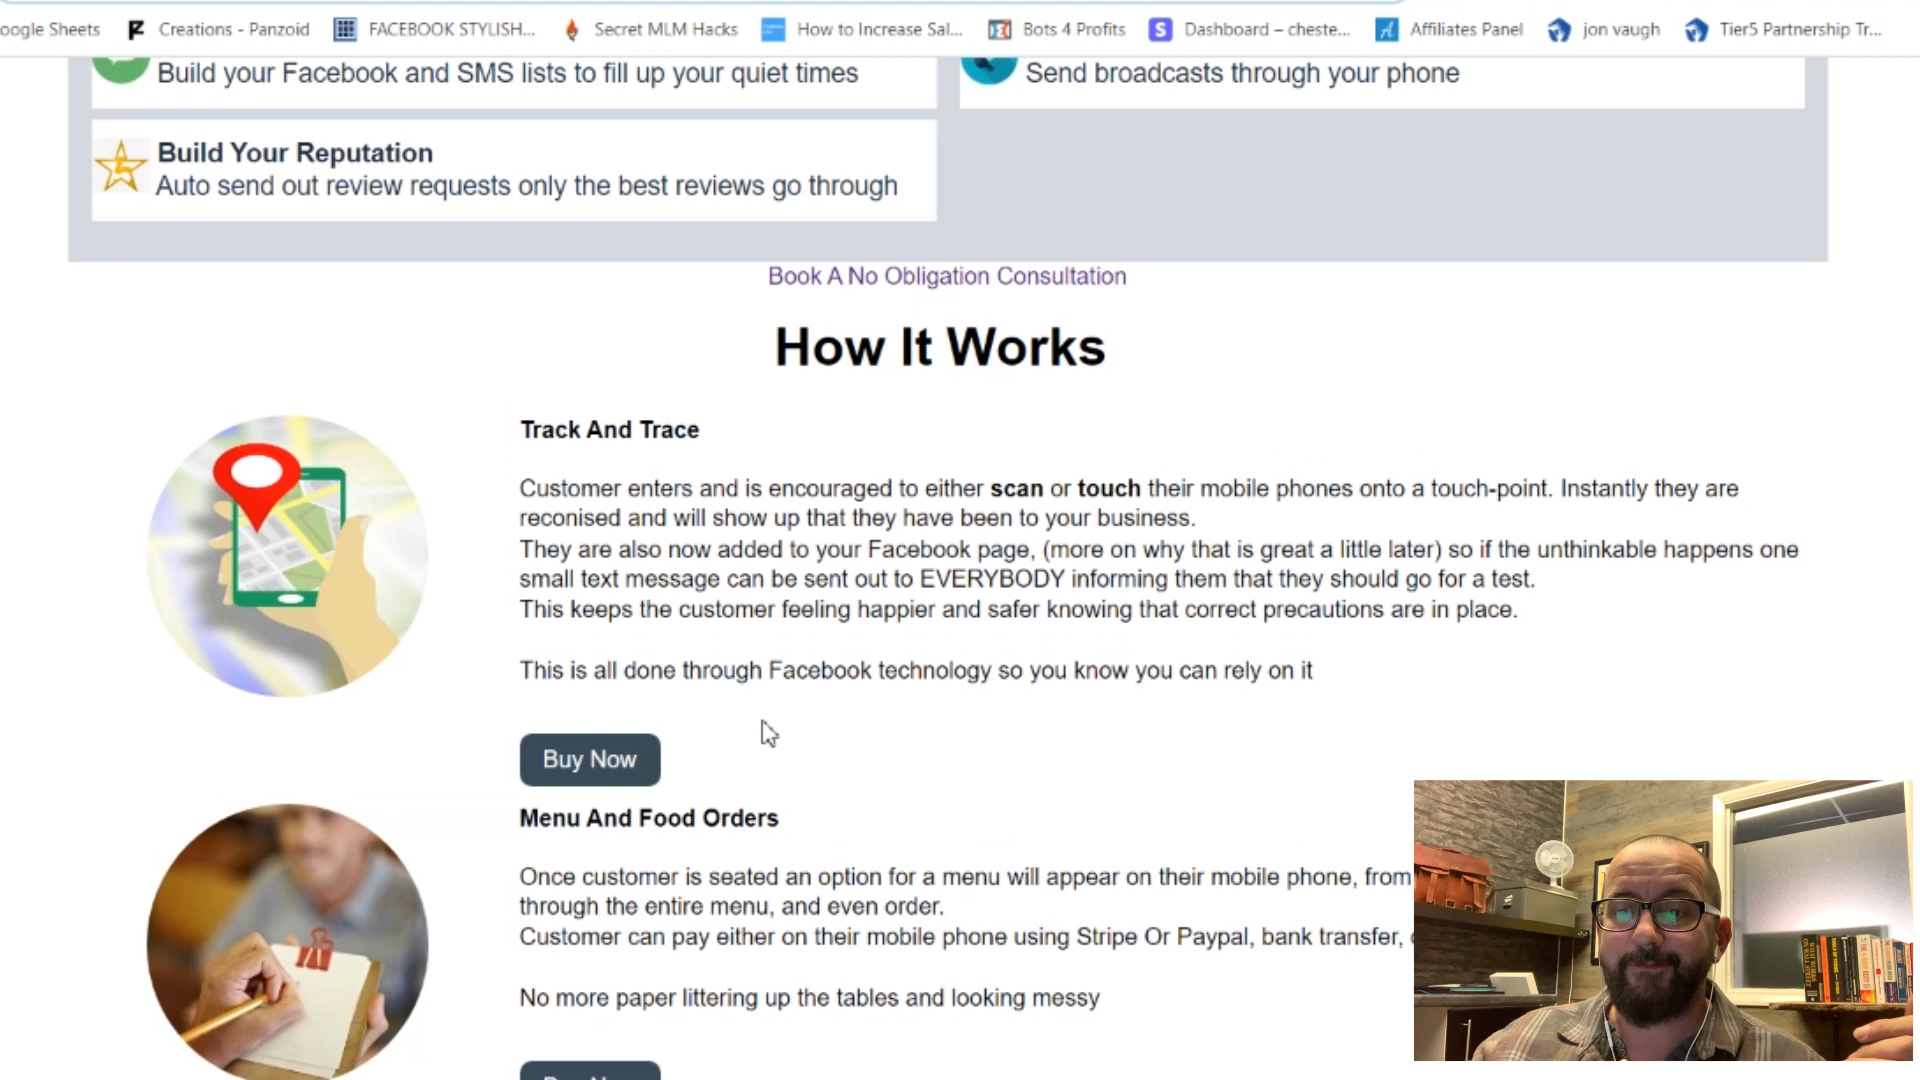 oogle Sheets
Creations - Panzoid
FACEBOOK STYLISH...
Secret MLM Hacks
How to Increase Sal...
Bots 4 Profits
Dashboard – cheste...
Affiliates Panel
jon vaugh
Tier5 Partnership Tr...
Build your Facebook and SMS lists to fill up your quiet times
Send broadcasts through your phone
Build Your Reputation
Auto send out review requests only the best reviews go through
Book A No Obligation Consultation
How It Works
Track And Trace
Customer enters and is encouraged to either scan or touch their mobile phones onto a touch-point. Instantly they are
reconised and will show up that they have been to your business.
They are also now added to your Facebook page, (more on why that is great a little later) so if the unthinkable happens one
small text message can be sent out to EVERYBODY informing them that they should go for a test.
This keeps the customer feeling happier and safer knowing that correct precautions are in place.
This is all done through Facebook technology so you know you can rely on it
Buy Now
Menu And Food Orders
Once customer is seated an option for a menu will appear on their mobile phone, from
through the entire menu, and even order.
Customer can pay either on their mobile phone using Stripe Or Paypal, bank transfer,
No more paper littering up the tables and looking messy